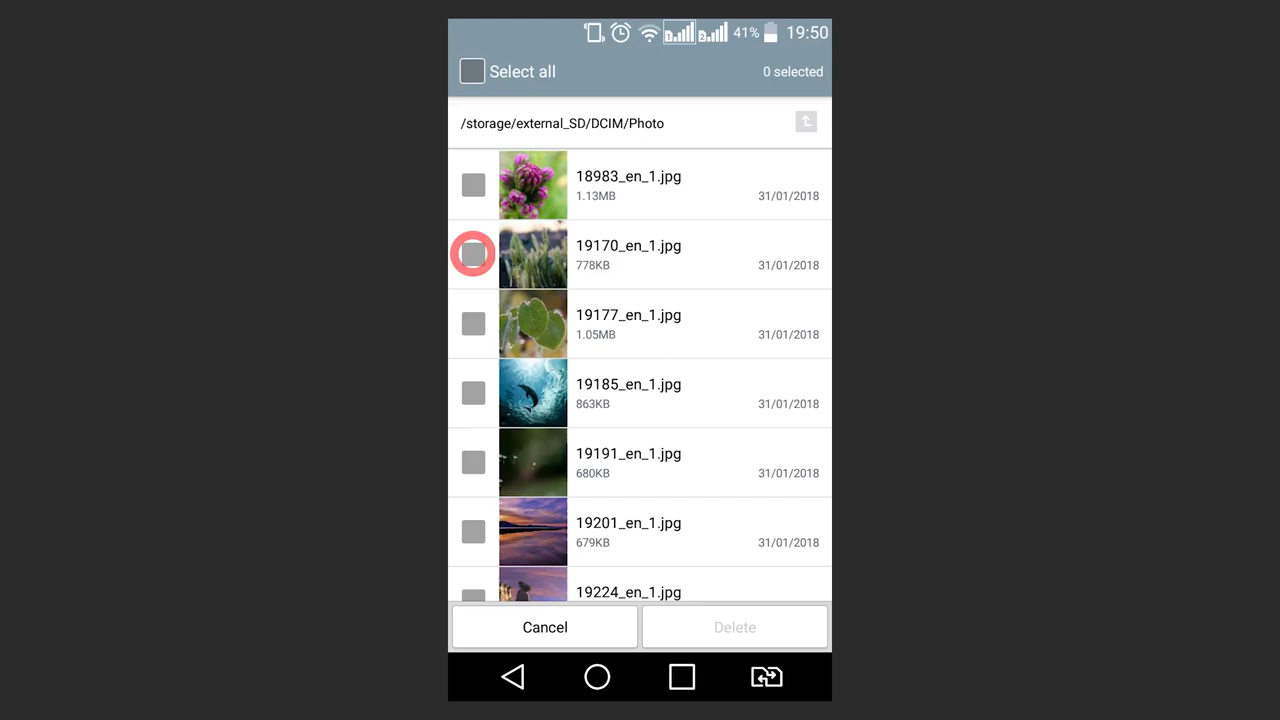 1 2 41% 19:50
Select all 0 selected
/storage/external_SD/DCIM/Photo
18983_en_1.jpg
1.13MB 31/01/2018
19170_en_1.jpg
778KB 31/01/2018
19177_en_1.jpg
1.05MB 31/01/2018
19185_en_1.jpg
863KB 31/01/2018
19191_en_1.jpg
680KB 31/01/2018
19201_en_1.jpg
679KB 31/01/2018
19224_en_1.jpg
Cancel Delete